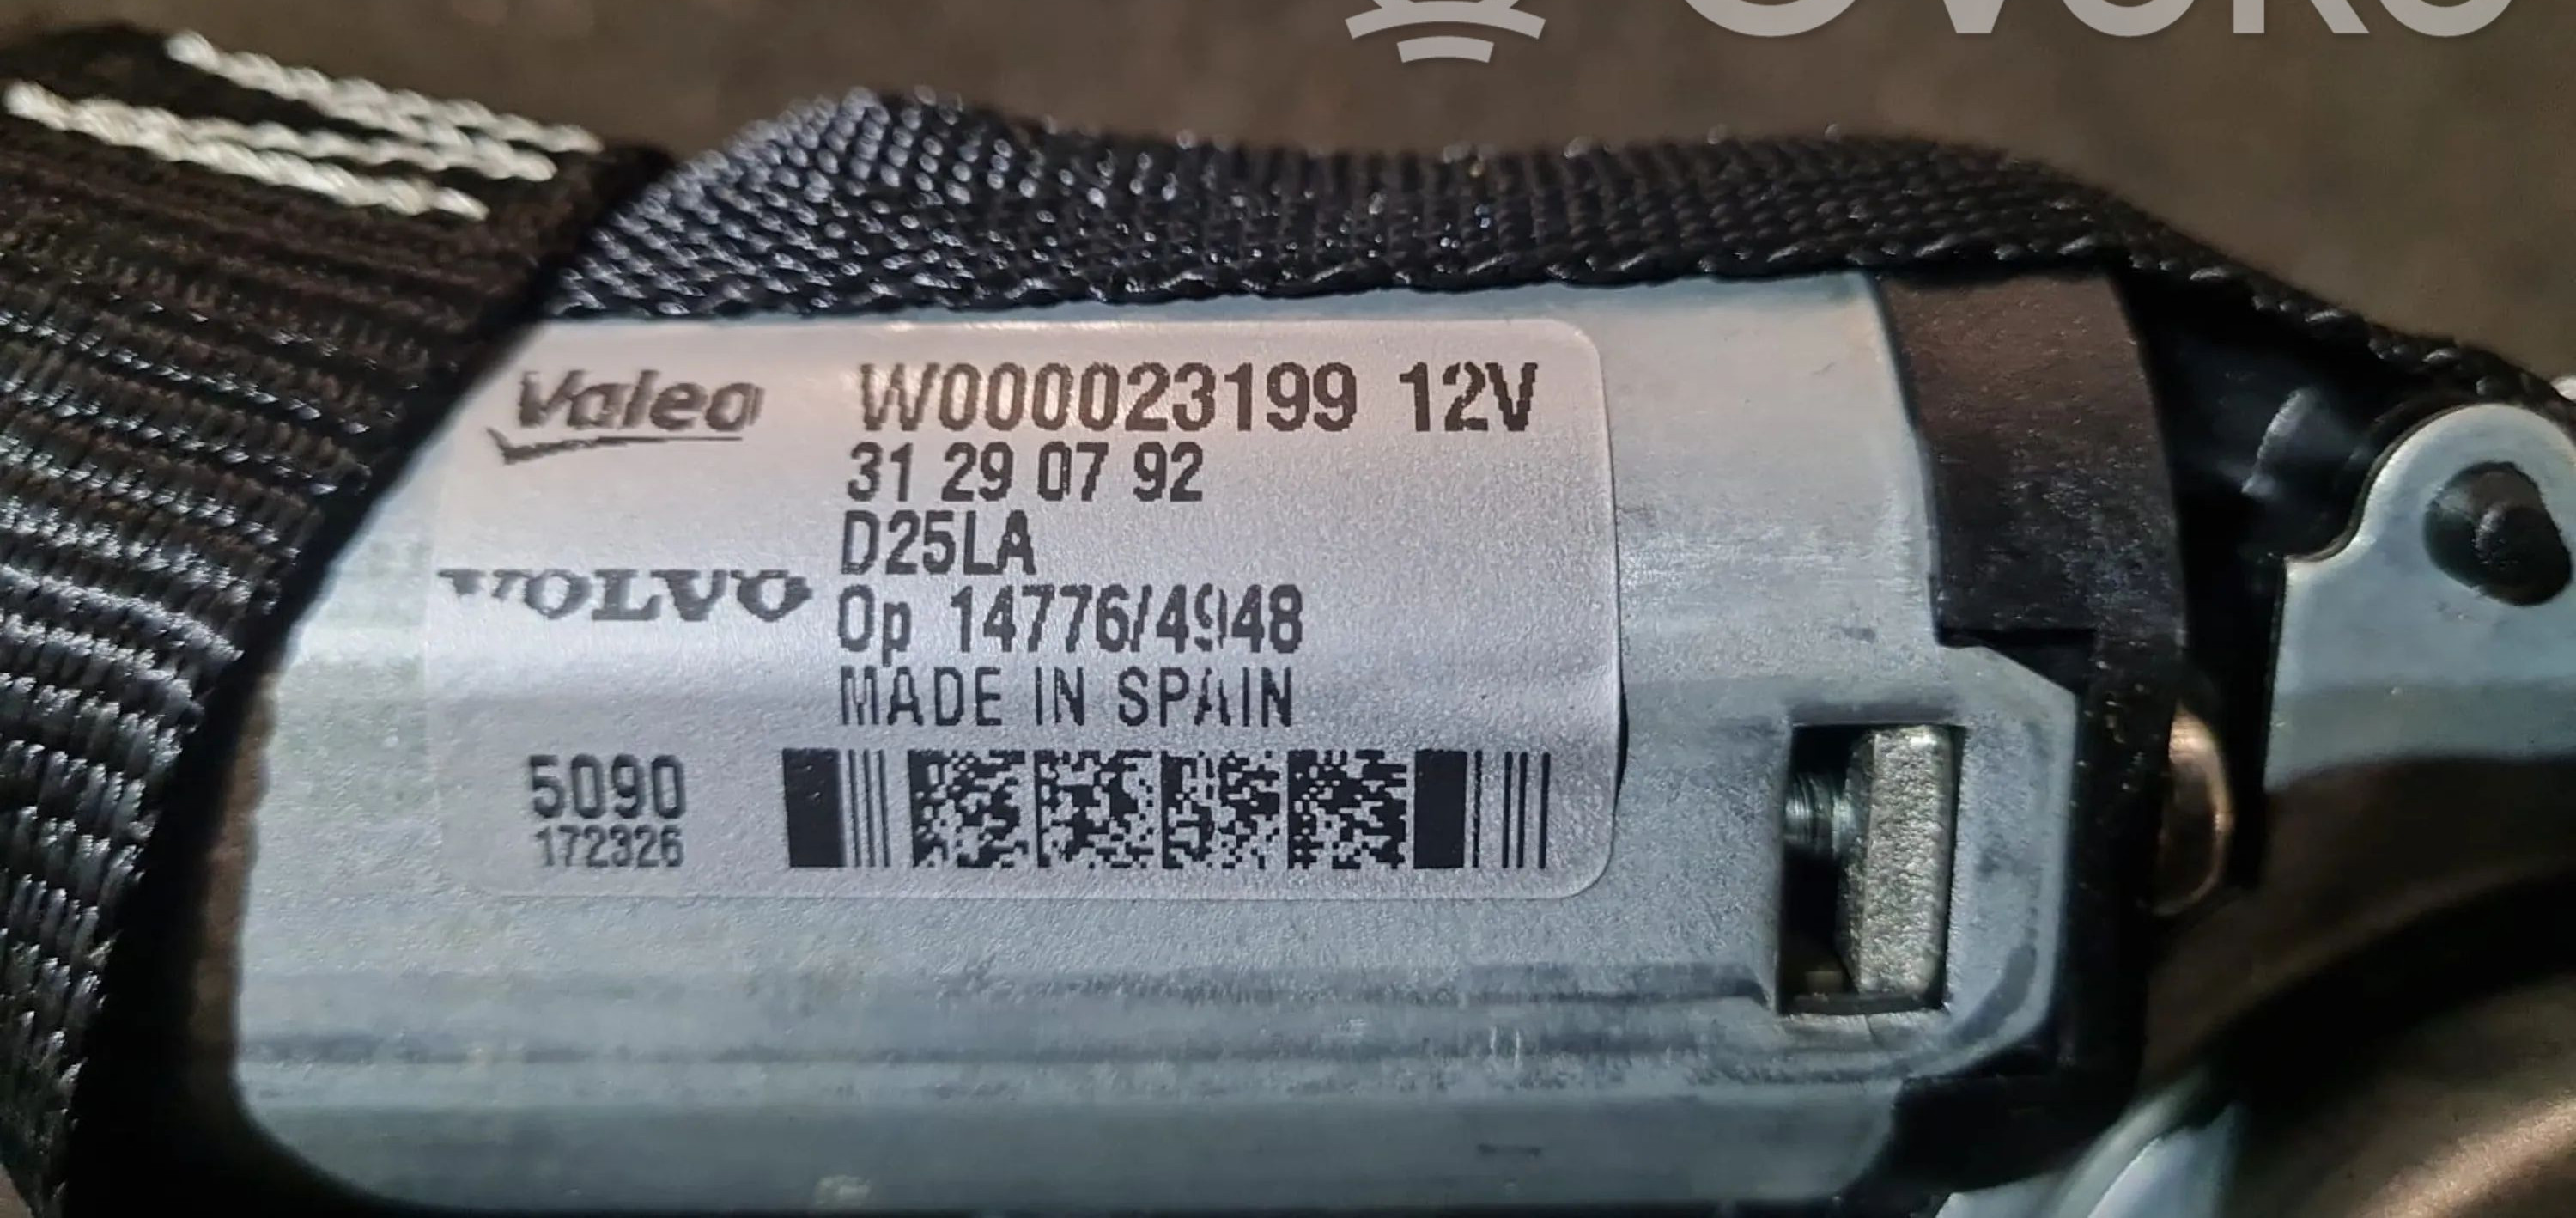 Valeo W000023199 12V
31 29 07 92
D25LA
VOLVO Op 14776/4948
MADE IN SPAIN
5090
172326